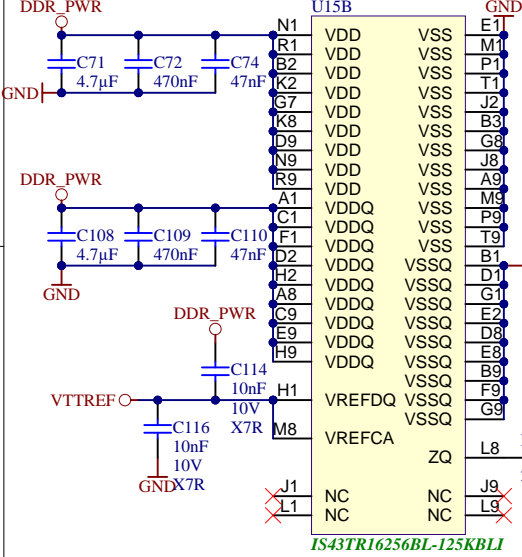 DDR_PWR
U15B
GND
C71
4.7µF
C72
470nF
C74
47nF
GND
N1 VDD VSS E1
R1 VDD VSS M1
B2 VDD VSS P1
K2 VDD VSS T1
G7 VDD VSS J2
K8 VDD VSS B3
D9 VDD VSS G8
N9 VDD VSS J8
R9 VDD VSS A9
DDR_PWR
A1 VDDQ VSS M9
C1 VDDQ VSS P9
F1 VDDQ VSS T9
D2 VDDQ VSSQ B1
H2 VDDQ VSSQ D1
A8 VDDQ VSSQ G1
C9 VDDQ VSSQ E2
E9 VDDQ VSSQ D8
H9 VDDQ VSSQ E8
VSSQ B9
VSSQ F9
VSSQ G9
C108
4.7µF
C109
470nF
C110
47nF
GND
DDR_PWR
C114
10nF
10V
X7R
VTTREF
H1 VREFDQ
C116
10nF
10V
X7R
GND
M8 VREFCA
ZQ L8
J1 NC NC J9
L1 NC NC L9
IS43TR16256BL-125KBLI